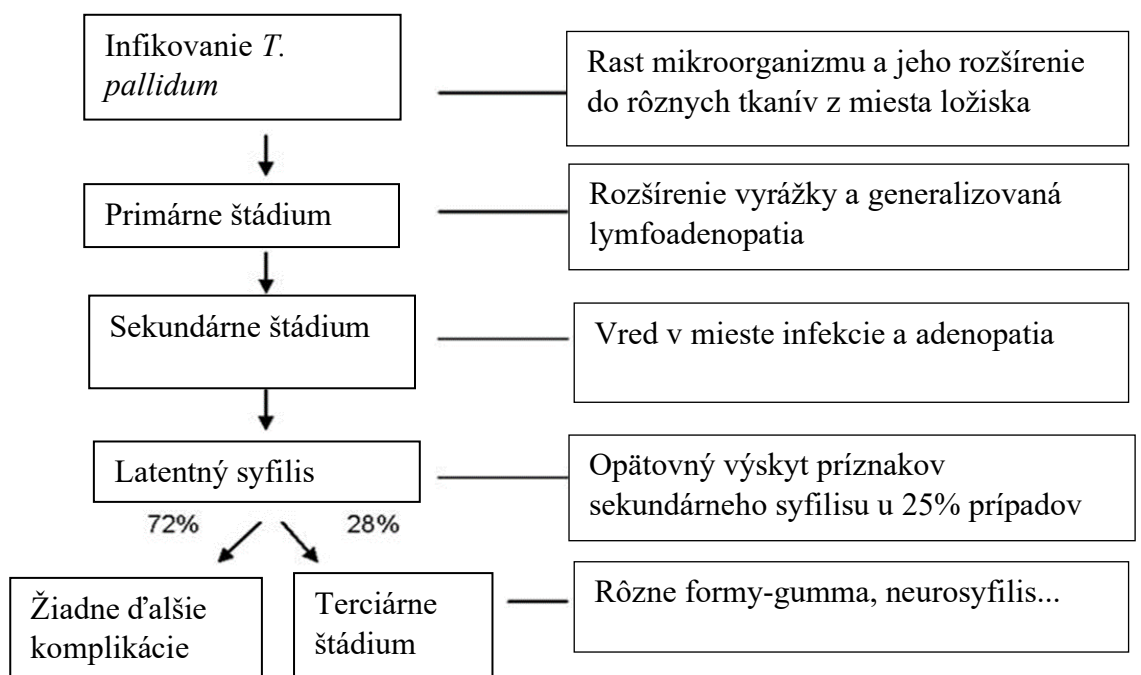 Infikovanie T.
pallidum
Rast mikroorganizmu a jeho rozšírenie
do rôznych tkanív z miesta ložiska
Primárne štádium
Rozšírenie vyrážky a generalizovaná
lymfoadenopatia
Sekundárne štádium
Vred v mieste infekcie a adenopatia
Latentný syfilis
Opätovný výskyt príznakov
sekundárneho syfilisu u 25% prípadov
72%
28%
Žiadne ďalšie
komplikácie
Terciárne
štádium
Rôzne formy-gumma, neurosyfilis...